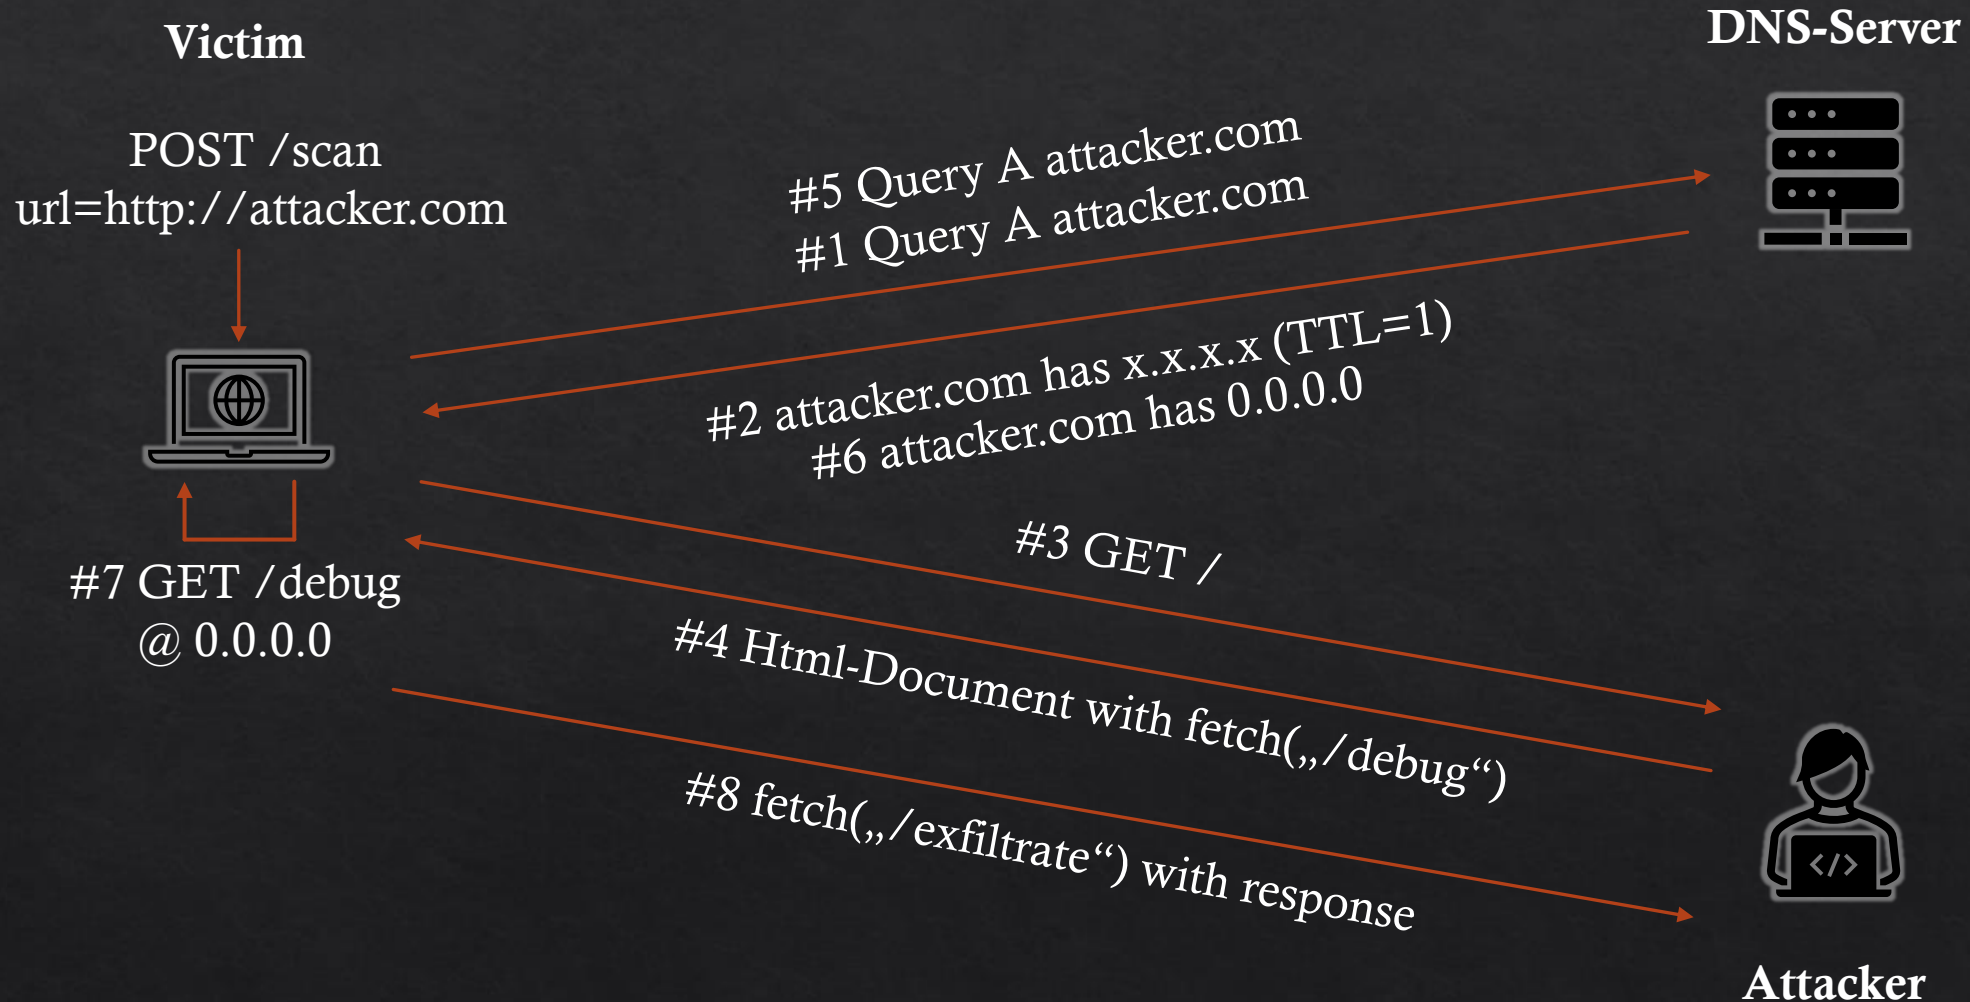 Victim
DNS-Server
POST /scan
url=http://attacker.com
#5 Query A attacker.com
#1 Query A attacker.com
#2 attacker.com has x.x.x.x (TTL=1)
#6 attacker.com has 0.0.0.0
#3 GET /
#7 GET /debug
@ 0.0.0.0
#4 Html-Document with fetch(„/debug“)
#8 fetch(„/exfiltrate“) with response
</>
Attacker